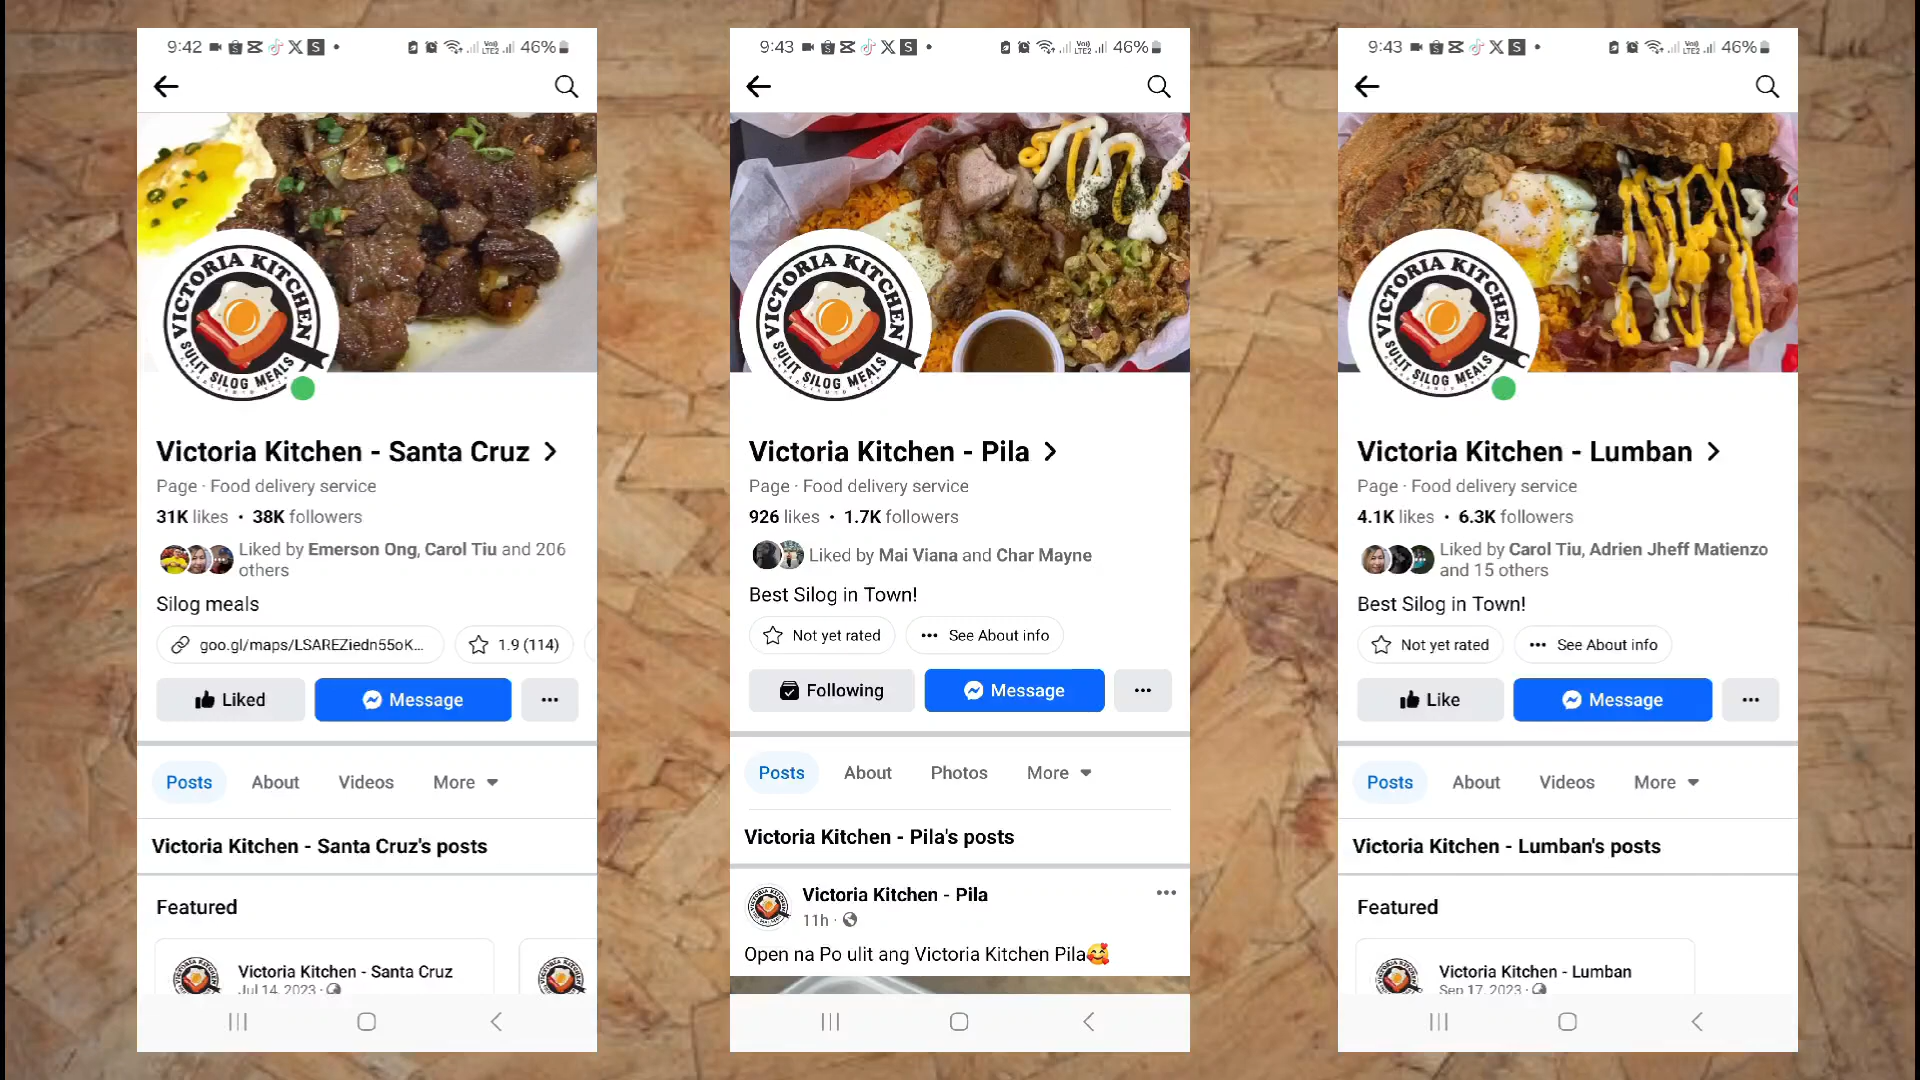 9:42
46%
VICTORIA KITCHEN
SULIT SILOG MEALS
Victoria Kitchen - Santa Cruz
Page · Food delivery service
31K likes • 38K followers
Liked by Emerson Ong, Carol Tiu and 206
others
Silog meals
goo.gl/maps/LSAREZiedn55oK...
1.9 (114)
Liked
Message
Posts
About
Videos
More
Victoria Kitchen - Santa Cruz's posts
Featured
Victoria Kitchen - Santa Cruz
Jul 14, 2023 ·
9:43
46%
VICTORIA KITCHEN
SULIT SILOG MEALS
Victoria Kitchen - Pila
Page · Food delivery service
926 likes • 1.7K followers
Liked by Mai Viana and Char Mayne
Best Silog in Town!
Not yet rated
See About info
Following
Message
Posts
About
Photos
More
Victoria Kitchen - Pila's posts
Victoria Kitchen - Pila
11h ·
Open na Po ulit ang Victoria Kitchen Pila🥰
9:43
46%
VICTORIA KITCHEN
SULIT SILOG MEALS
Victoria Kitchen - Lumban
Page · Food delivery service
4.1K likes • 6.3K followers
Liked by Carol Tiu, Adrien Jheff Matienzo
and 15 others
Best Silog in Town!
Not yet rated
See About info
Like
Message
Posts
About
Videos
More
Victoria Kitchen - Lumban's posts
Featured
Victoria Kitchen - Lumban
Sep 17, 2023 ·